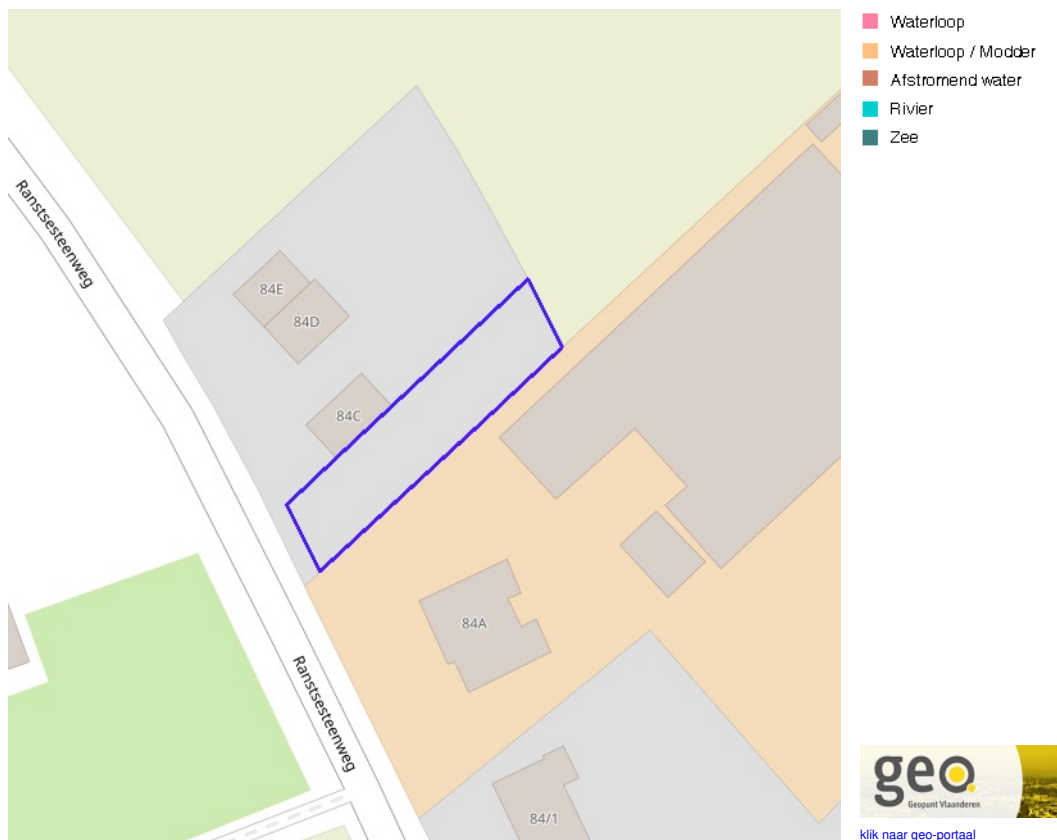 Waterloop
Waterloop / Modder
Afstromend water
Rivier
Zee
Ranstsesteenweg
84E
84D
84C
84A
Ranstsesteenweg
84/1
geo
Geopunt Vlaanderen
klik naar geo-portaal